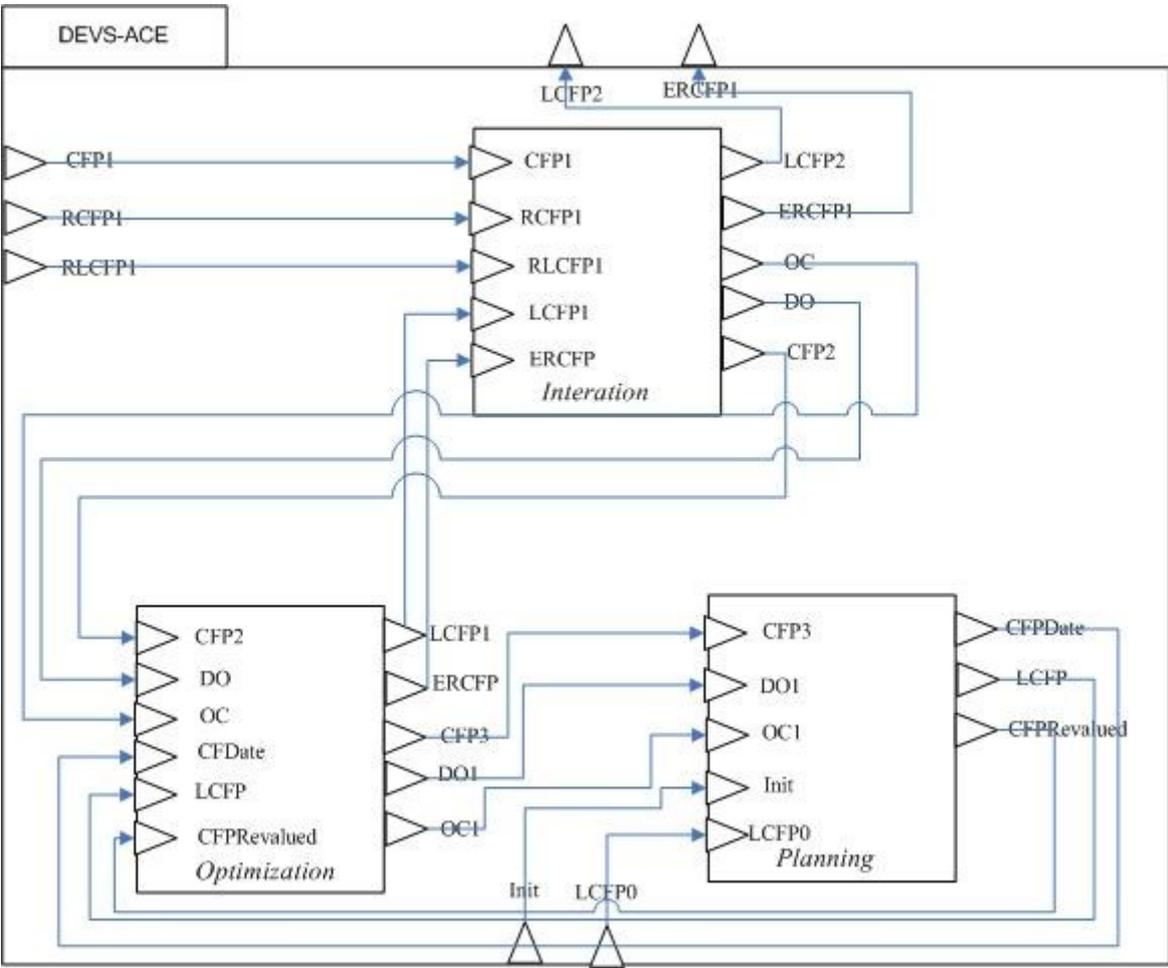 DEVS-ACE
LCFP2
ERCFP1
CFP1
RCFP1
RLCFP1
CFP1
RCFP1
RLCFP1
LCFP1
ERCFP
Interation
LCFP2
ERCFP1
OC
DO
CFP2
CFP2
DO
OC
CFDate
LCFP
CFPRevalued
Optimization
LCFP1
ERCFP
CFP3
DO1
OC1
CFP3
DO1
OC1
Init
LCFP0
Planning
CFPDate
LCFP
CFPRevalued
Init
LCFP0